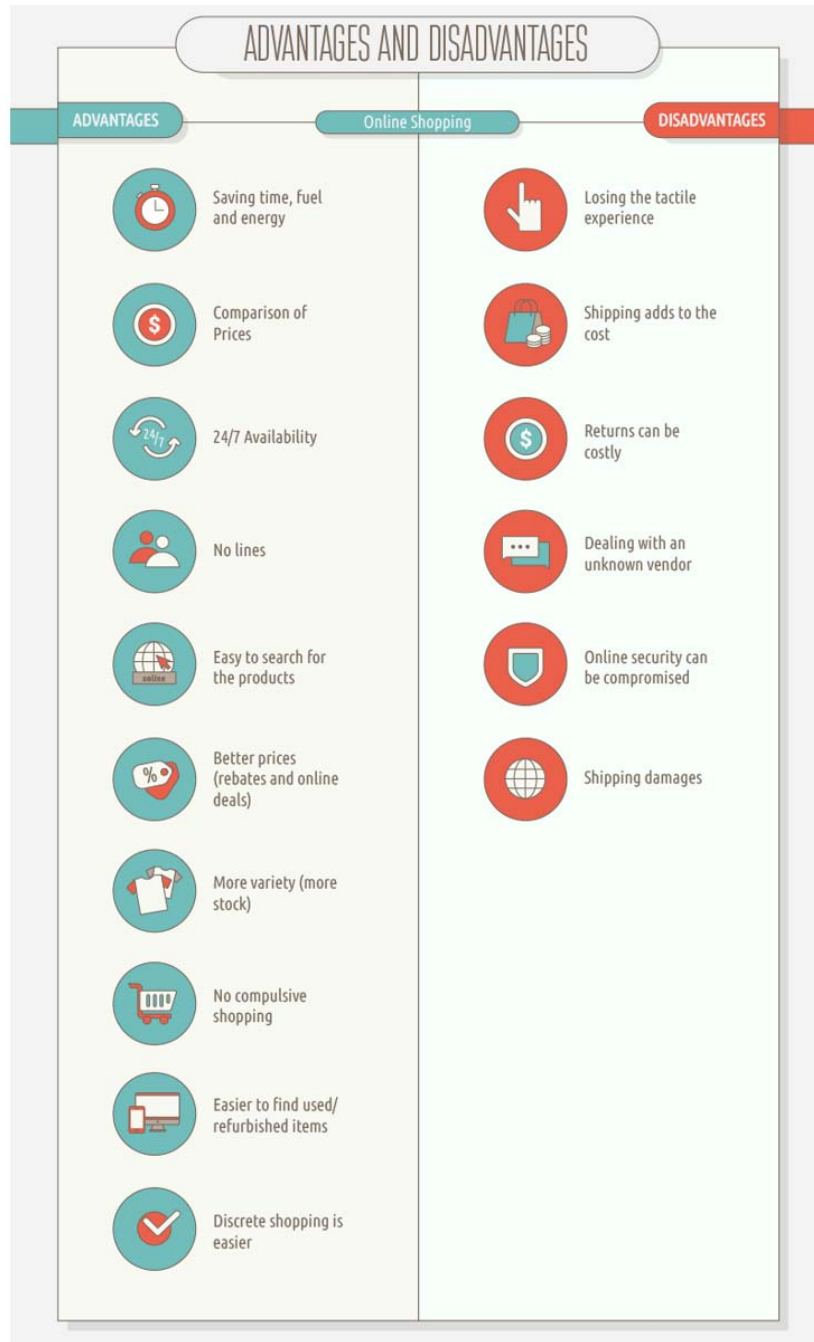 ADVANTAGES AND DISADVANTAGES
ADVANTAGES
Online Shopping
DISADVANTAGES
Saving time, fuel
and energy
Comparison of
Prices
24/7
24/7 Availability
No lines
online
Easy to search for
the products
%
Better prices
(rebates and online
deals)
More variety (more
stock)
No compulsive
shopping
Easier to find used/
refurbished items
Discrete shopping is
easier
Losing the tactile
experience
Shipping adds to the
cost
$
Returns can be
costly
Dealing with an
unknown vendor
Online security can
be compromised
Shipping damages